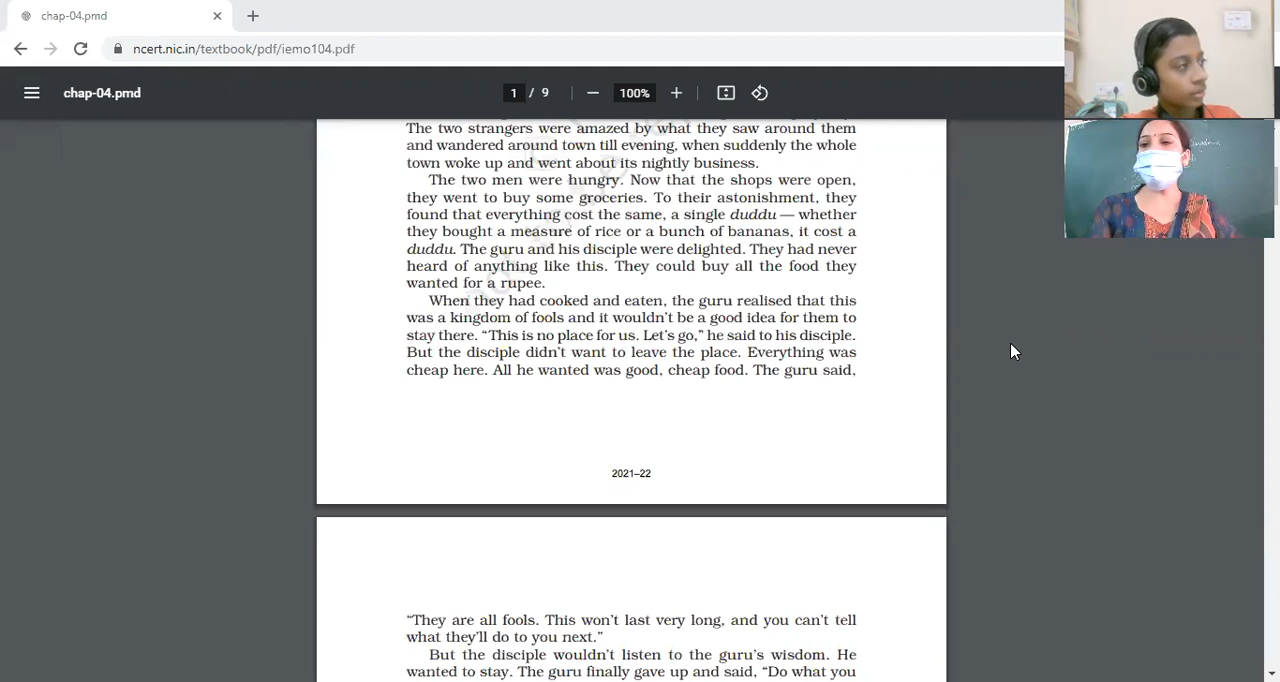 chap-04.pmd
ncert.nic.in/textbook/pdf/iemo104.pdf
chap-04.pmd
1 / 9
100%
The two strangers were amazed by what they saw around them
and wandered around town till evening, when suddenly the whole
town woke up and went about its nightly business.
The two men were hungry. Now that the shops were open,
they went to buy some groceries. To their astonishment, they
found that everything cost the same, a single duddu — whether
they bought a measure of rice or a bunch of bananas, it cost a
duddu. The guru and his disciple were delighted. They had never
heard of anything like this. They could buy all the food they
wanted for a rupee.
When they had cooked and eaten, the guru realised that this
was a kingdom of fools and it wouldn't be a good idea for them to
stay there. “This is no place for us. Let's go,” he said to his disciple.
But the disciple didn't want to leave the place. Everything was
cheap here. All he wanted was good, cheap food. The guru said,
2021–22
“They are all fools. This won't last very long, and you can't tell
what they'll do to you next.”
But the disciple wouldn't listen to the guru's wisdom. He
wanted to stay. The guru finally gave up and said, “Do what you